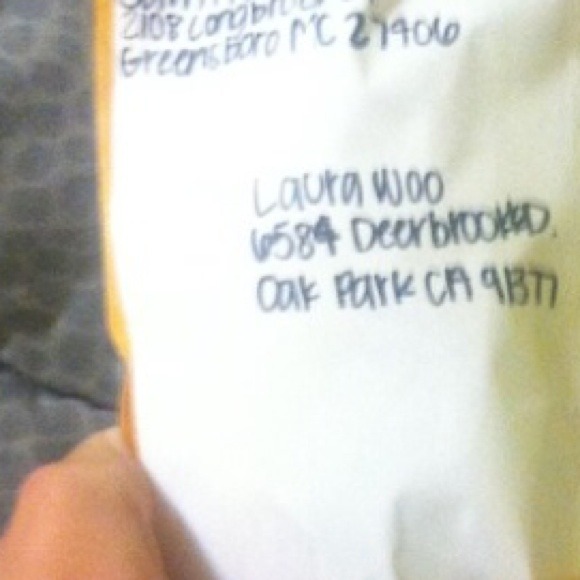 2108
Greensboro NC 27406
Laura Woo
6584 Deerbrook RD.
Oak Park CA 91377